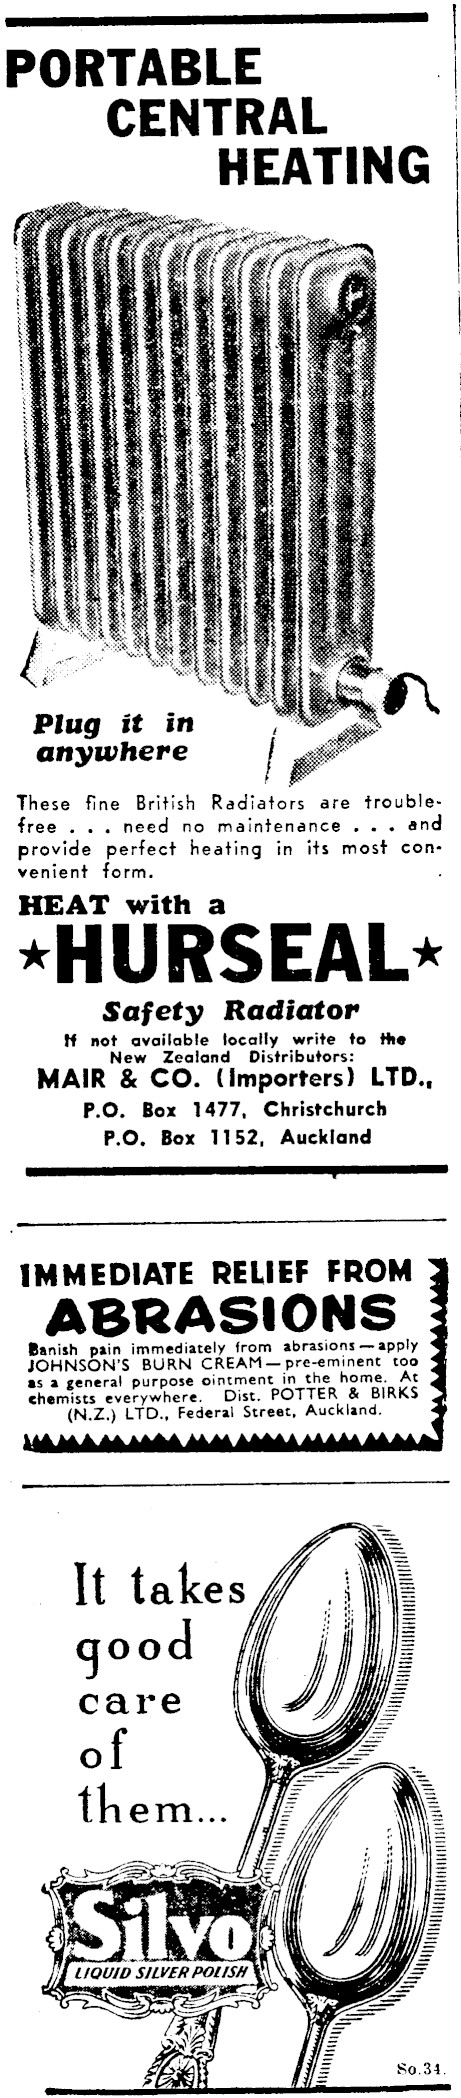 PORTABLE
CENTRAL
HEATING
Plug it in
anywhere
These fine British Radiators are trouble-
free . . . need no maintenance . . . and
provide perfect heating in its most con-
venient form.
HEAT with a
★HURSEAL★
Safety Radiator
If not available locally write to the
New Zealand Distributors:
MAIR & CO. (Importers) LTD.,
P.O. Box 1477, Christchurch
P.O. Box 1152, Auckland
IMMEDIATE RELIEF FROM
ABRASIONS
Banish pain immediately from abrasions—apply
JOHNSON'S BURN CREAM—pre-eminent too
as a general purpose ointment in the home. At
chemists everywhere. Dist. POTTER & BIRKS
(N.Z.) LTD., Federal Street, Auckland.
It takes
good
care
of
them...
Silvo
LIQUID SILVER POLISH
So.34.